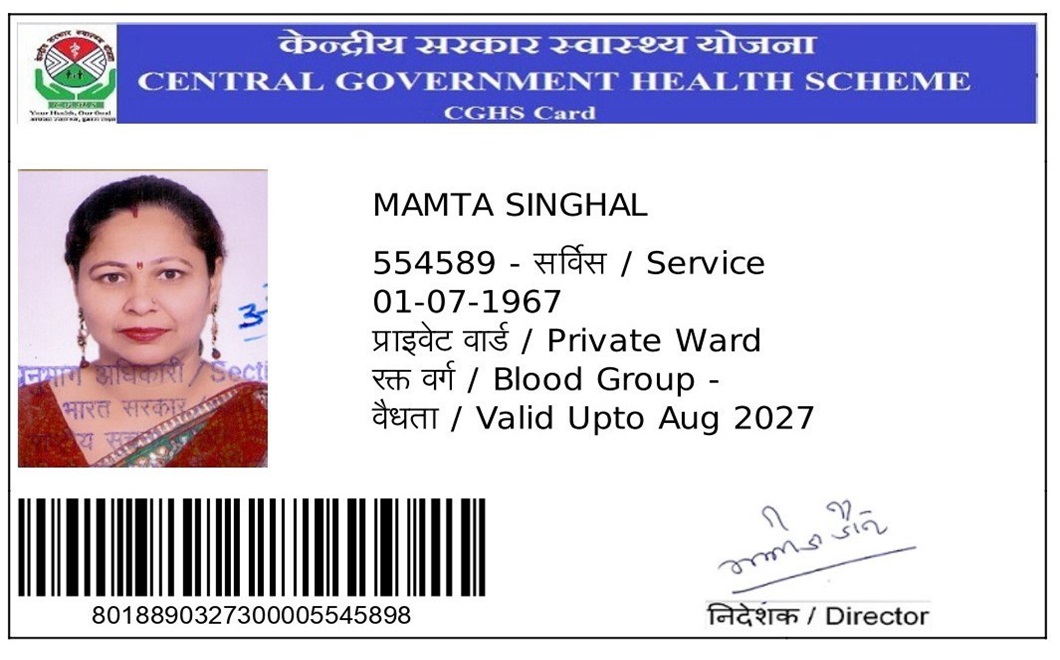 केन्द्रीय सरकार स्वास्थ्य योजना
CENTRAL GOVERNMENT HEALTH SCHEME
CGHS Card
Your Health, Our Goal
MAMTA SINGHAL
554589 - सर्विस / Service
01-07-1967
प्राइवेट वार्ड / Private Ward
रक्त वर्ग / Blood Group -
वैधता / Valid Upto Aug 2027
अनुभाग अधिकारी / Secti
भारत सरकार /
8018890327300005545898
निदेशक / Director